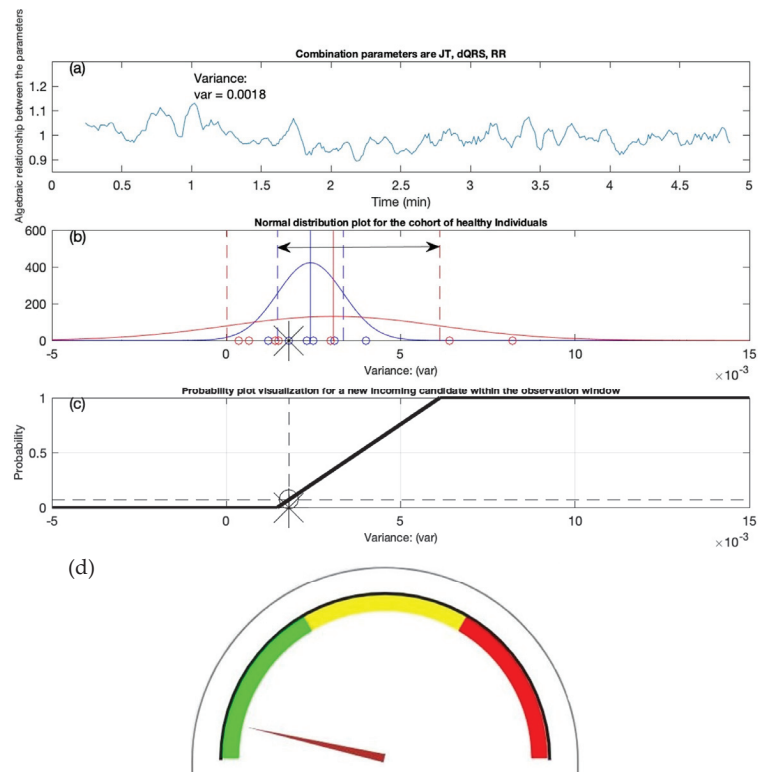 Combination parameters are JT, dQRS, RR
(a)
Variance:
var = 0.0018
Algebraic relationship between the parameters
1.2
1.1
1
0.9
0 0.5 1 1.5 2 2.5 3 3.5 4 4.5 5
Time (min)
Normal distribution plot for the cohort of healthy Individuals
(b)
600
400
200
0
-5 0 5 10 15
Variance: (var)
×10-3
Probability plot visualization for a new incoming candidate within the observation window
(c)
Probability
1
0.5
0
-5 0 5 10 15
Variance: (var)
×10-3
(d)